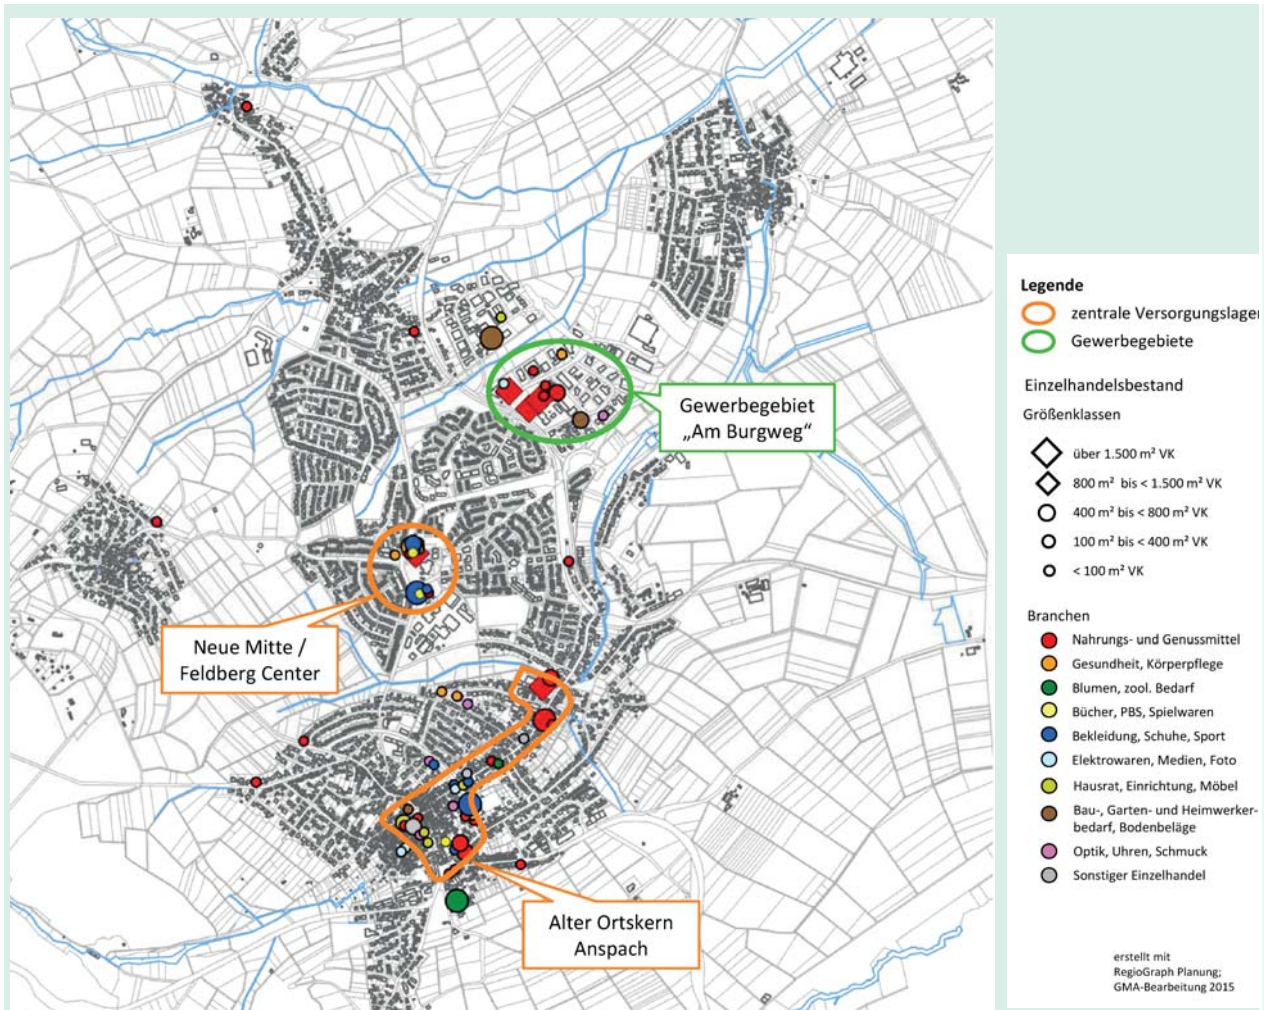 Gewerbegebiet
„Am Burgweg“
Neue Mitte /
Feldberg Center
Alter Ortskern
Anspach
Legende
zentrale Versorgungslagen
Gewerbegebiete
Einzelhandelsbestand
Größenklassen
über 1.500 m² VK
800 m² bis < 1.500 m² VK
400 m² bis < 800 m² VK
100 m² bis < 400 m² VK
< 100 m² VK
Branchen
Nahrungs- und Genussmittel
Gesundheit, Körperpflege
Blumen, zool. Bedarf
Bücher, PBS, Spielwaren
Bekleidung, Schuhe, Sport
Elektrowaren, Medien, Foto
Hausrat, Einrichtung, Möbel
Bau-, Garten- und Heimwerker-
bedarf, Bodenbeläge
Optik, Uhren, Schmuck
Sonstiger Einzelhandel
erstellt mit
RegioGraph Planung;
GMA-Bearbeitung 2015